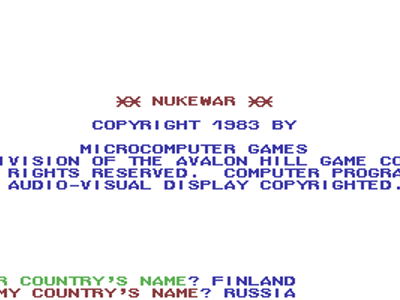 NUKEWAR
COPYRIGHT 1983 BY
MICROCOMPUTER GAMES
IVISION OF THE AVALON HILL GAME CO
RIGHTS RESERVED. COMPUTER PROGRA
AUDIO-VISUAL DISPLAY COPYRIGHTED.
R COUNTRY'S NAME? FINLAND
MY COUNTRY'S NAME? RUSSIA